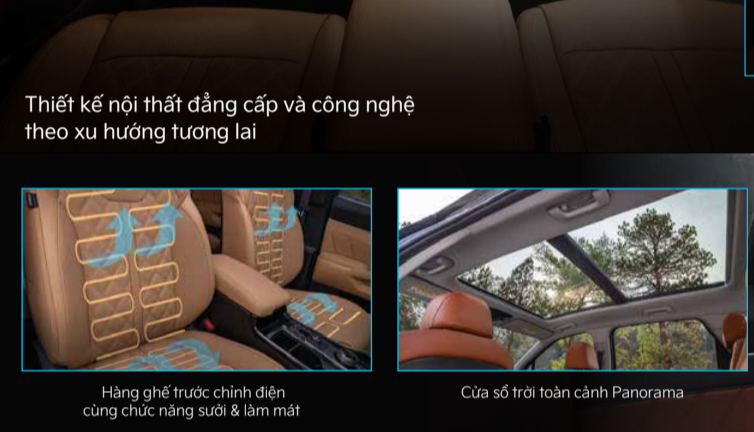 Thiết kế nội thất đẳng cấp và công nghệ
theo xu hướng tương lai
Hàng ghế trước chỉnh điện
cùng chức năng sưởi & làm mát
Cửa sổ trời toàn cảnh Panorama